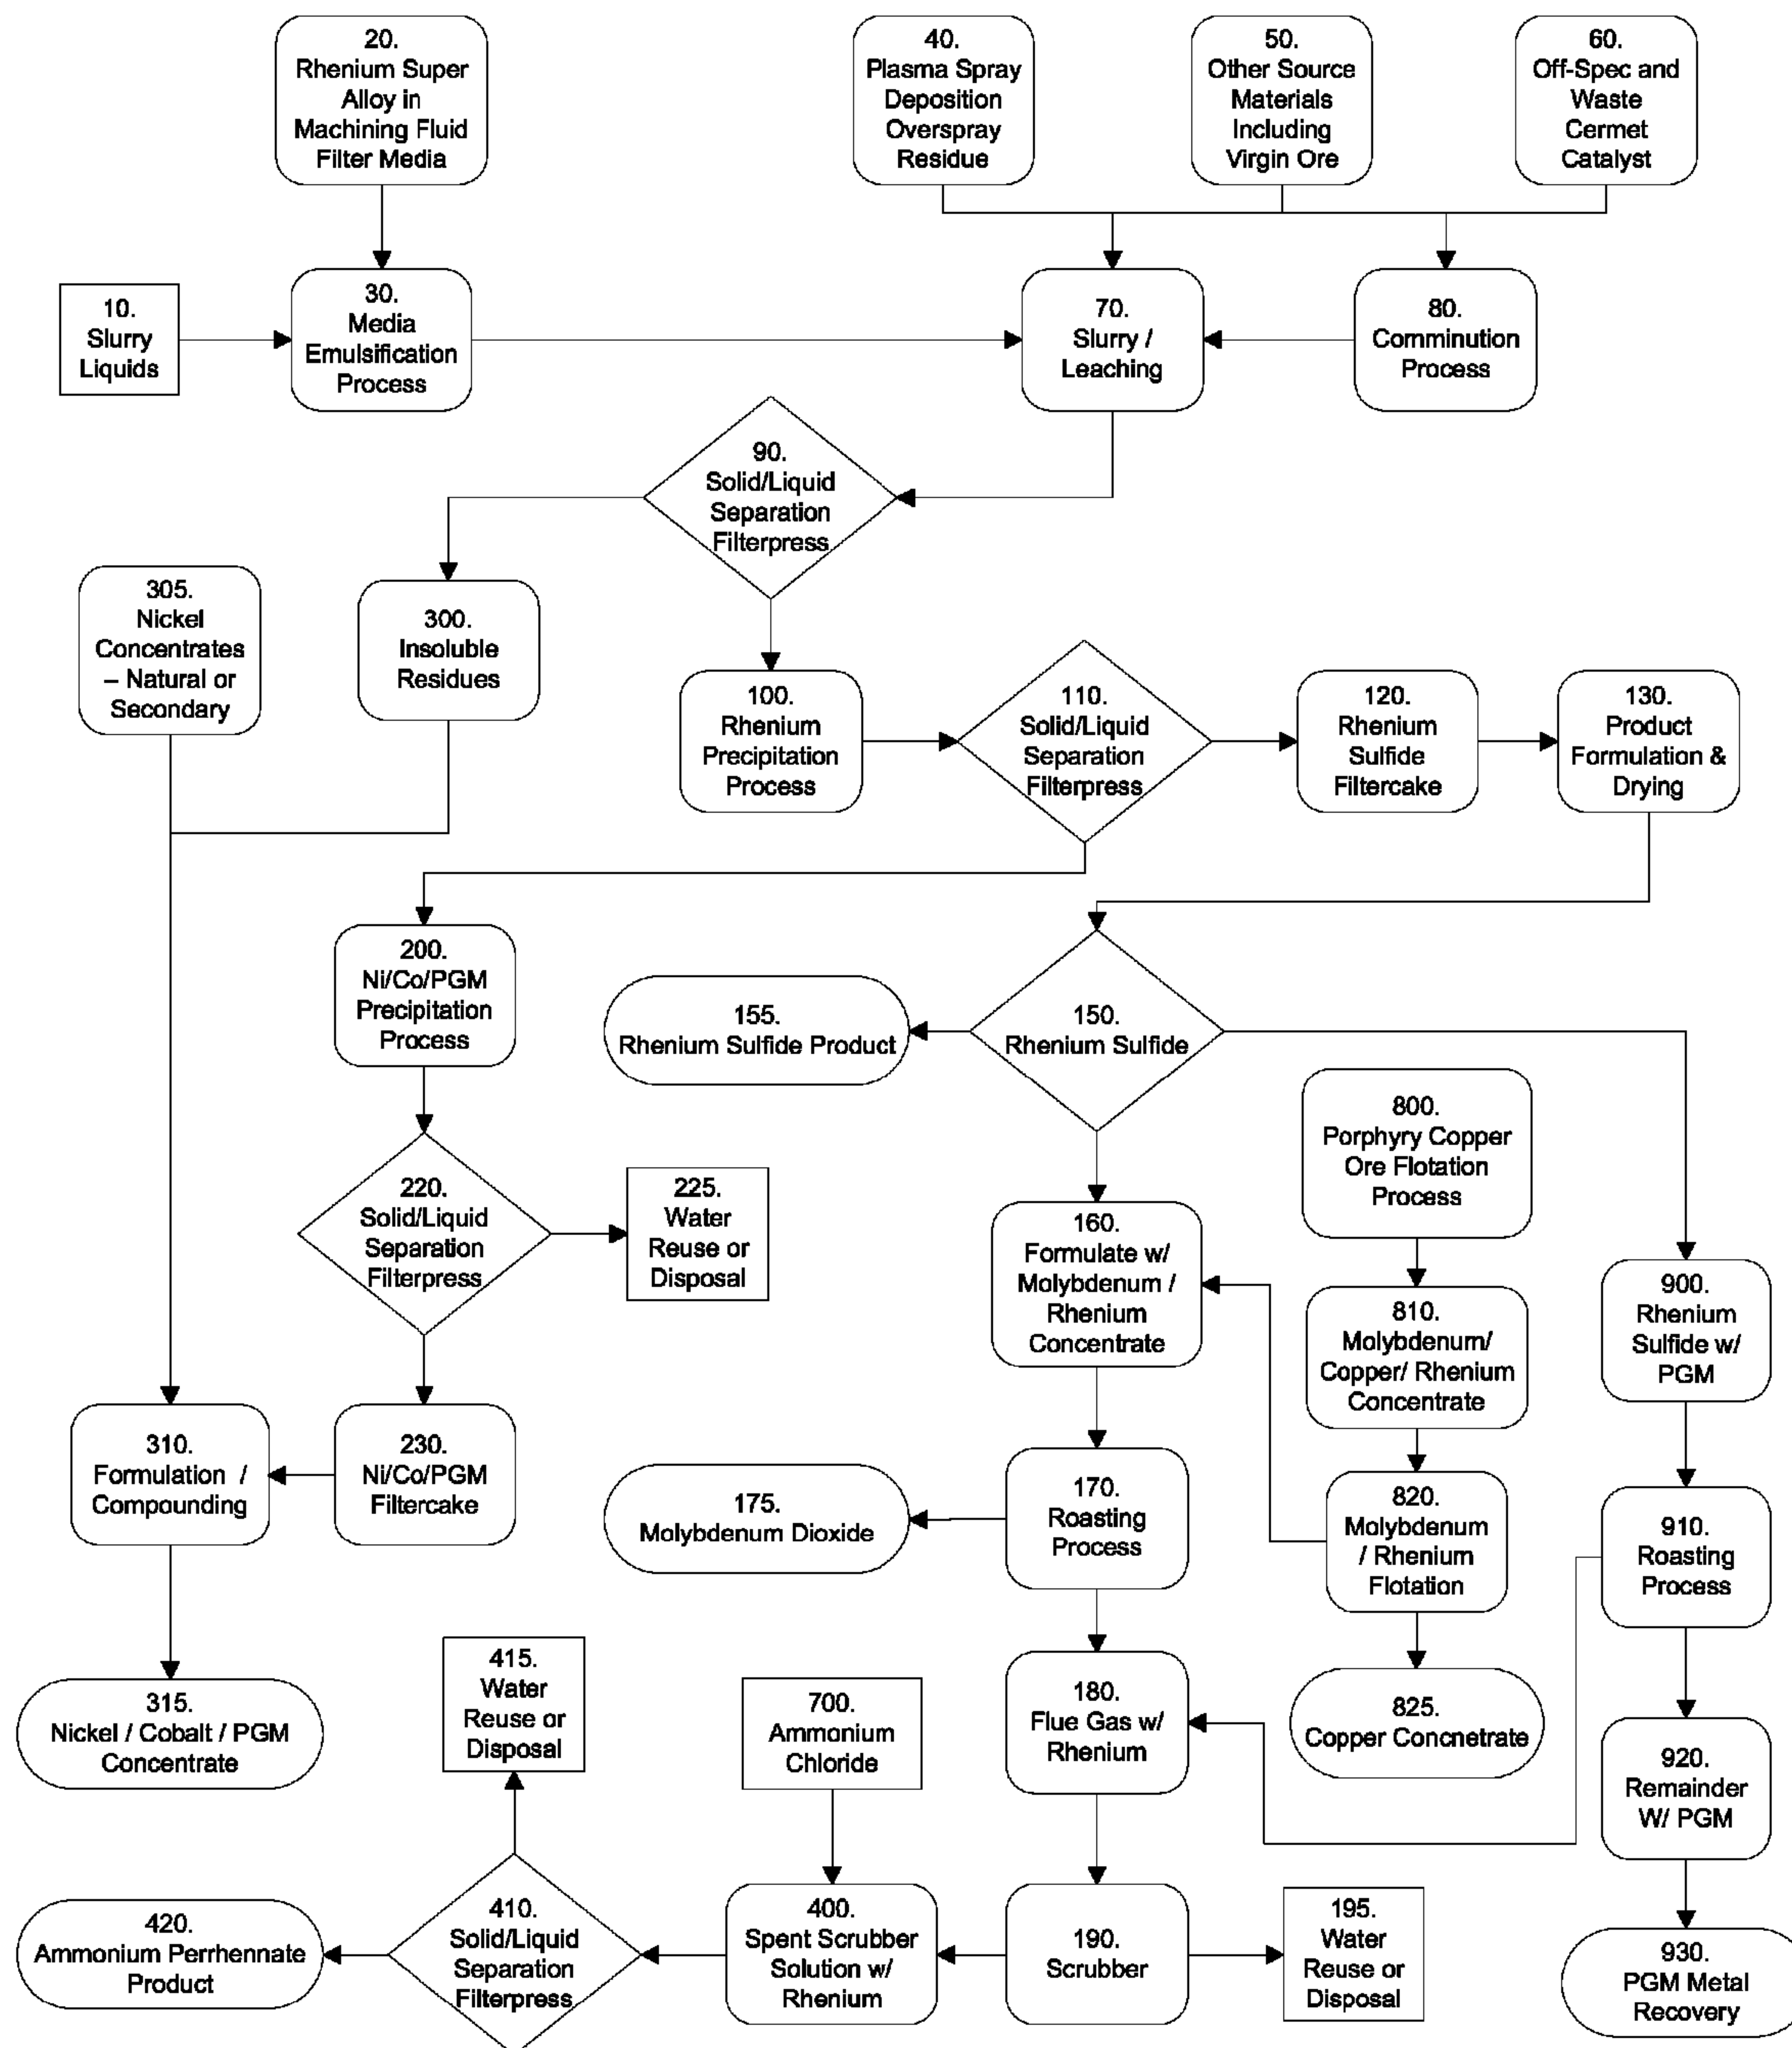 20.
Rhenium Super
Alloy in
Machining Fluid
Filter Media
40.
Plasma Spray
Deposition
Overspray
Residue
50.
Other Source
Materials
Including
Virgin Ore
60.
Off-Spec and
Waste
Cermet
Catalyst
10.
Slurry
Liquids
30.
Media
Emulsification
Process
70.
Slurry /
Leaching
80.
Comminution
Process
90.
Solid/Liquid
Separation
Filterpress
305.
Nickel
Concentrates
– Natural or
Secondary
300.
Insoluble
Residues
100.
Rhenium
Precipitation
Process
110.
Solid/Liquid
Separation
Filterpress
120.
Rhenium
Sulfide
Filtercake
130.
Product
Formulation &
Drying
200.
Ni/Co/PGM
Precipitation
Process
155.
Rhenium Sulfide Product
150.
Rhenium Sulfide
800.
Porphyry Copper
Ore Flotation
Process
220.
Solid/Liquid
Separation
Filterpress
225.
Water
Reuse or
Disposal
160.
Formulate w/
Molybdenum /
Rhenium
Concentrate
810.
Molybdenum/
Copper/ Rhenium
Concentrate
900.
Rhenium
Sulfide w/
PGM
310.
Formulation /
Compounding
230.
Ni/Co/PGM
Filtercake
175.
Molybdenum Dioxide
170.
Roasting
Process
820.
Molybdenum
/ Rhenium
Flotation
910.
Roasting
Process
315.
Nickel / Cobalt / PGM
Concentrate
415.
Water
Reuse or
Disposal
700.
Ammonium
Chloride
180.
Flue Gas w/
Rhenium
825.
Copper Concnetrate
920.
Remainder
W/ PGM
420.
Ammonium Perrhennate
Product
410.
Solid/Liquid
Separation
Filterpress
400.
Spent Scrubber
Solution w/
Rhenium
190.
Scrubber
195.
Water
Reuse or
Disposal
930.
PGM Metal
Recovery